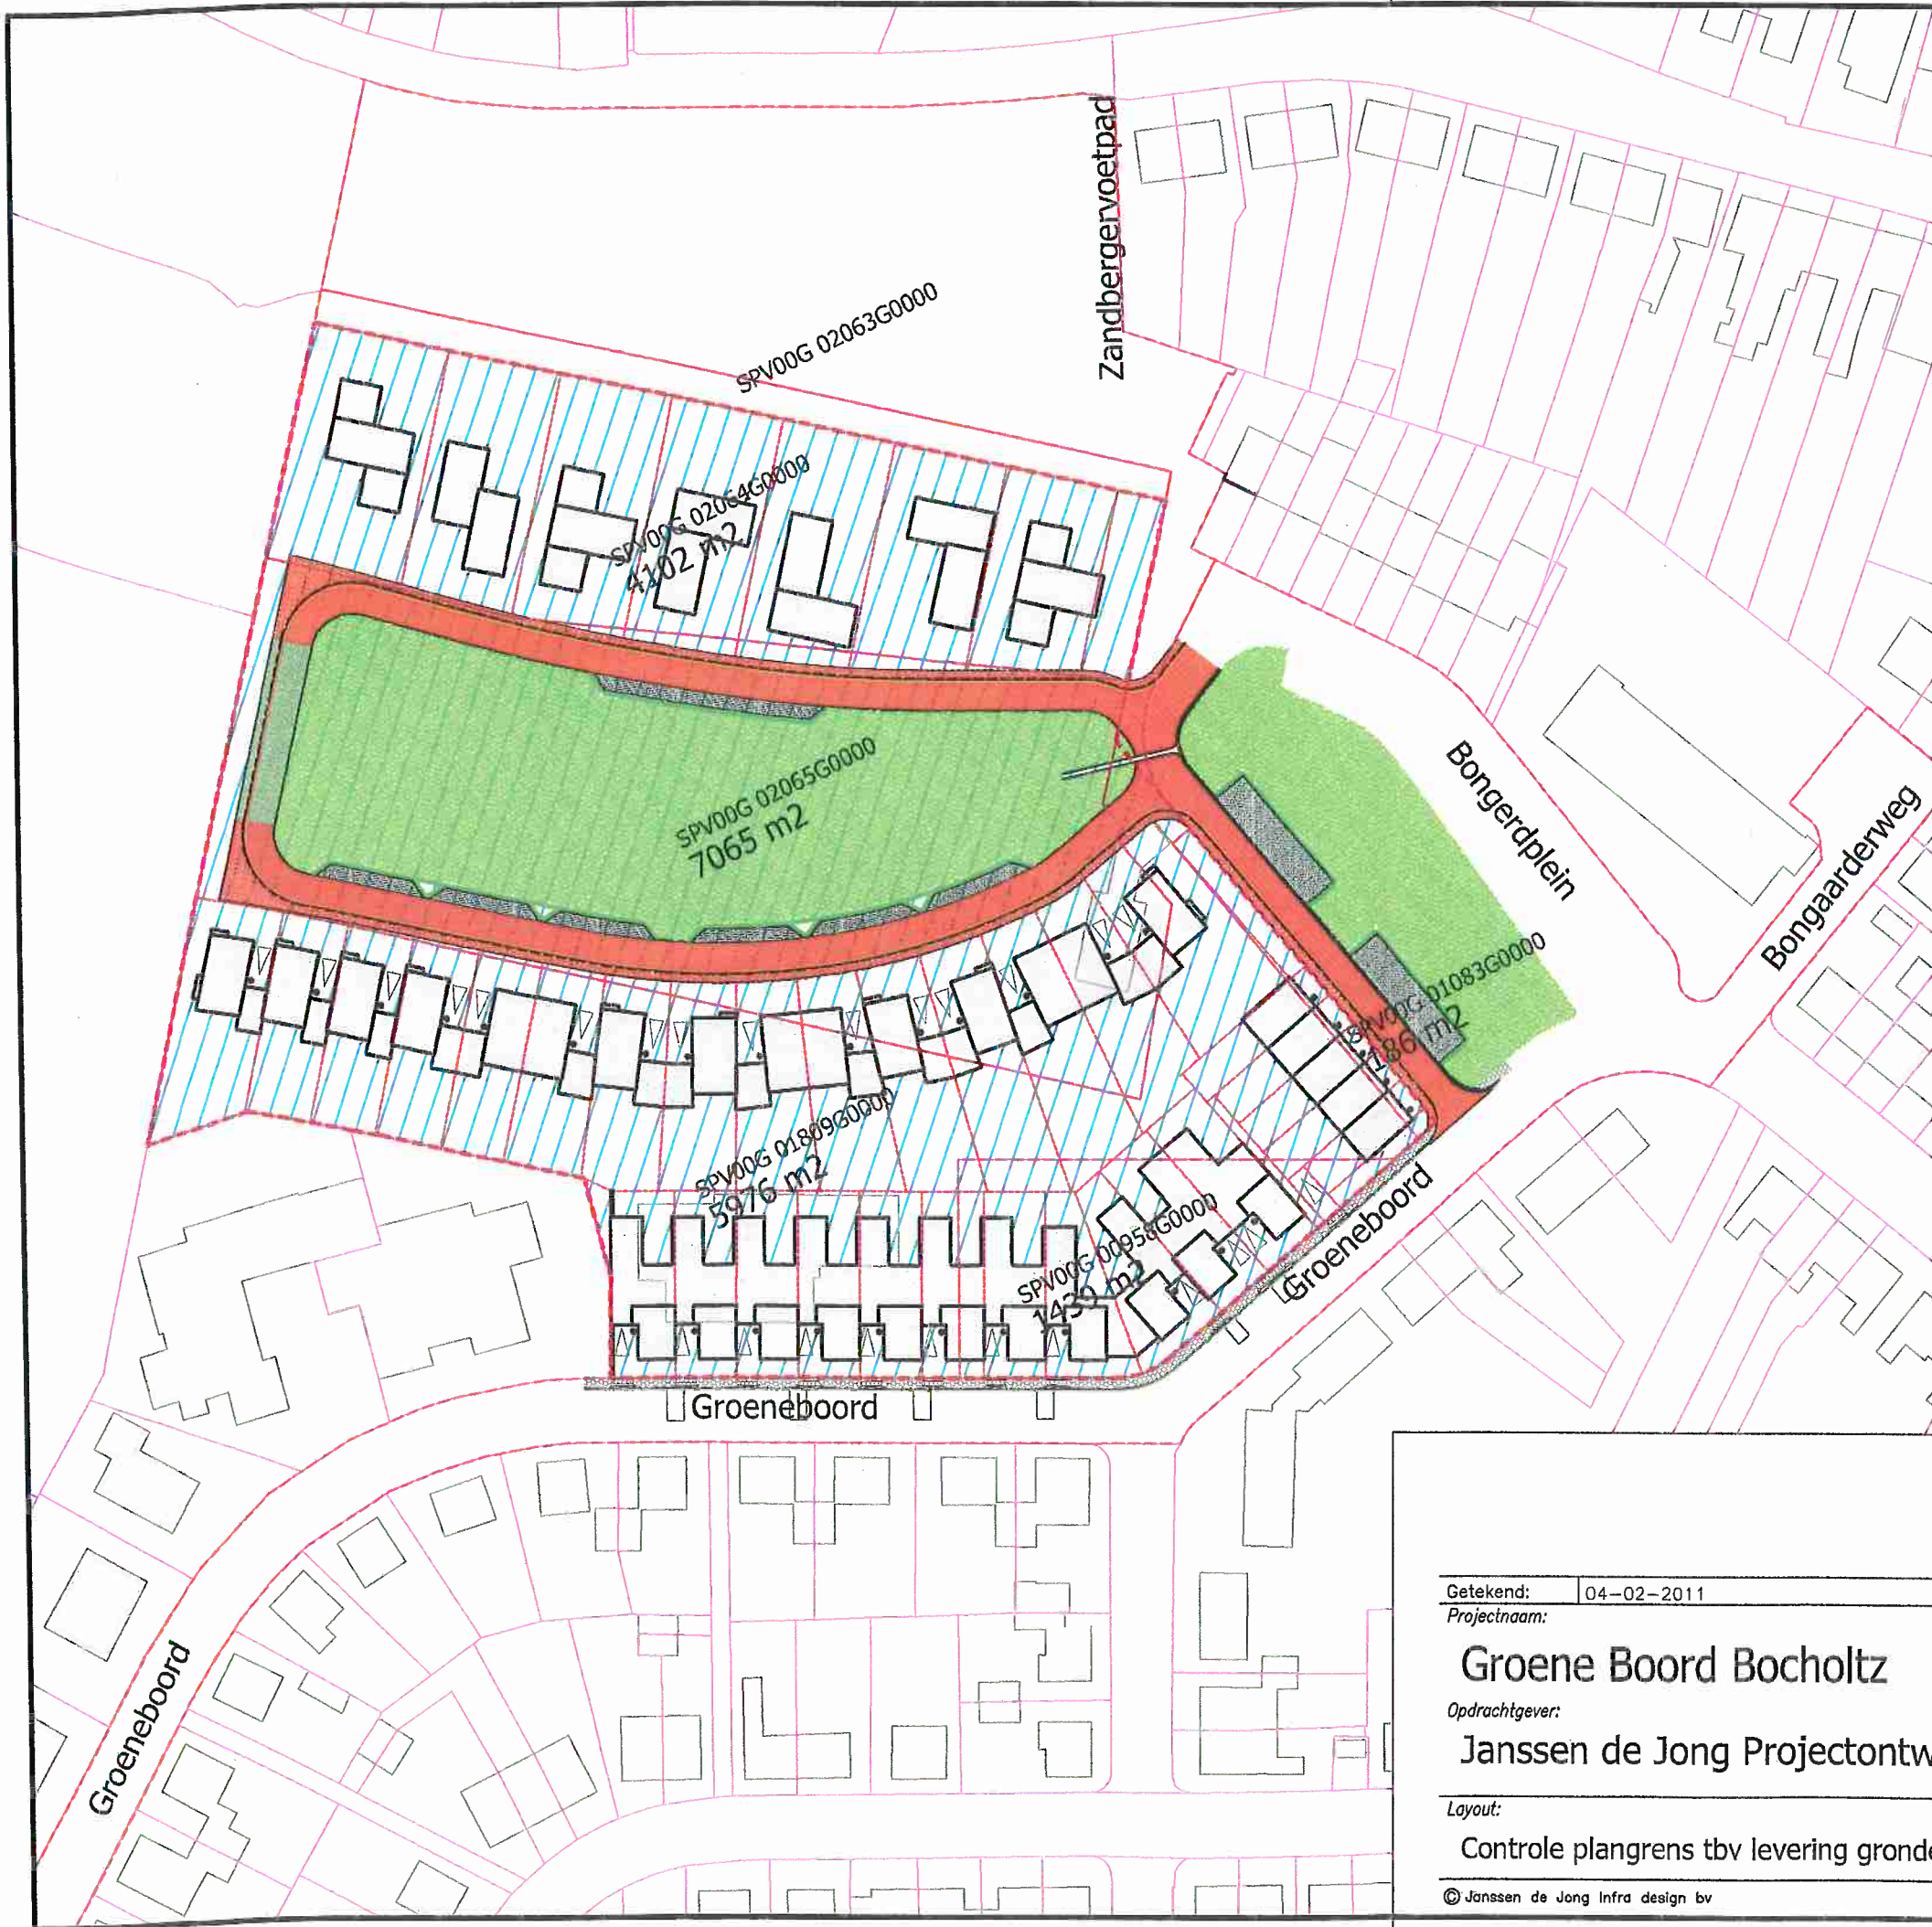 Zandbergervoetpad
SPV00G 02063G0000
SPV00G 02064G0000
4102 m2
SPV00G 02065G0000
7065 m2
Bongerdplein
Bongaarderweg
SPV00G 01083G0000
186 m2
SPV00G 01809G0000
5976 m2
SPV00G 00958G0000
m2
Groeneboord
Groeneboord
Groeneboord
Getekend: 04-02-2011
Projectnaam:
Groene Boord Bocholtz
Opdrachtgever:
Janssen de Jong Projectontw
Layout:
Controle plangrens tbv levering gronde
© Janssen de Jong Infra design bv